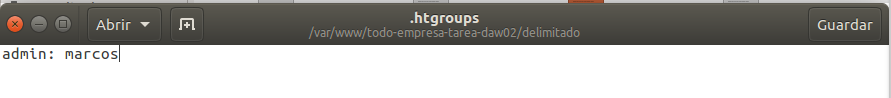 Abrir
.htgroups
/var/www/todo-empresa-tarea-daw02/delimitado
Guardar
admin: marcos